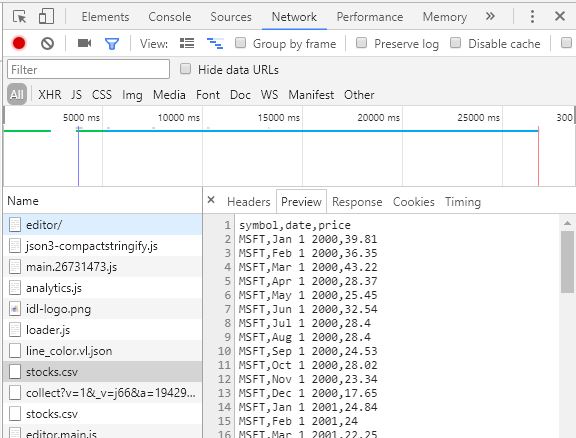 Elements Console Sources Network Performance Memory »
View: Group by frame Preserve log Disable cache
Filter Hide data URLs
All XHR JS CSS Img Media Font Doc WS Manifest Other
5000 ms 10000 ms 15000 ms 20000 ms 25000 ms 300
Name
editor/
json3-compactstringify.js
main.26731473.js
analytics.js
idl-logo.png
loader.js
line_color.vl.json
stocks.csv
collect?v=1&_v=j66&a=19429...
stocks.csv
editor.main.js
× Headers Preview Response Cookies Timing
1 symbol,date,price
2 MSFT,Jan 1 2000,39.81
3 MSFT,Feb 1 2000,36.35
4 MSFT,Mar 1 2000,43.22
5 MSFT,Apr 1 2000,28.37
6 MSFT,May 1 2000,25.45
7 MSFT,Jun 1 2000,32.54
8 MSFT,Jul 1 2000,28.4
9 MSFT,Aug 1 2000,28.4
10 MSFT,Sep 1 2000,24.53
11 MSFT,Oct 1 2000,28.02
12 MSFT,Nov 1 2000,23.34
13 MSFT,Dec 1 2000,17.65
14 MSFT,Jan 1 2001,24.84
15 MSFT,Feb 1 2001,24
16 MSFT,Mar 1 2001,22.25